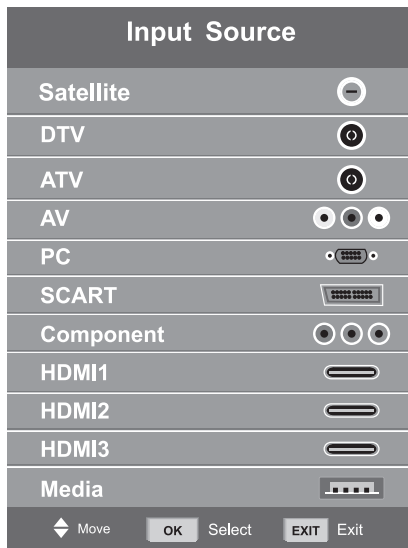 Input Source
Satellite
DTV
ATV
AV
PC
SCART
Component
HDMI1
HDMI2
HDMI3
Media
Move OK Select EXIT Exit